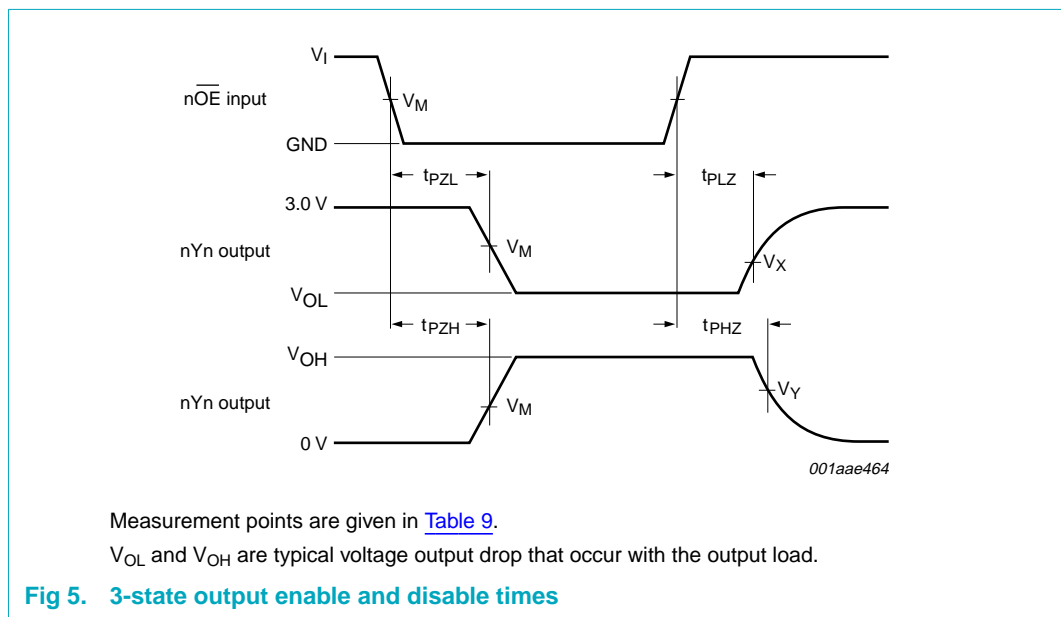 V_I
nOE input
V_M
GND
t_PZL
t_PLZ
3.0 V
nYn output
V_M
V_X
V_OL
t_PZH
t_PHZ
V_OH
nYn output
V_M
V_Y
0 V
001aae464
Measurement points are given in Table 9.
V_OL and V_OH are typical voltage output drop that occur with the output load.
Fig 5. 3-state output enable and disable times